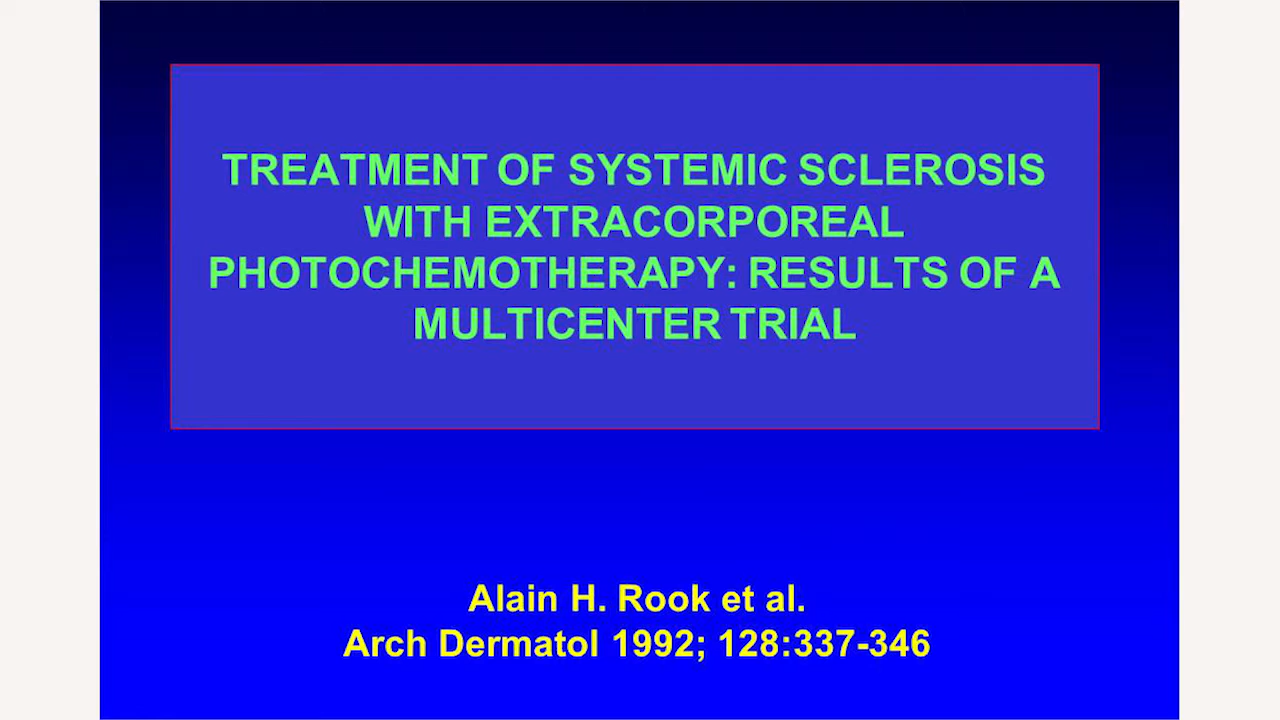 TREATMENT OF SYSTEMIC SCLEROSIS
WITH EXTRACORPOREAL
PHOTOCHEMOTHERAPY: RESULTS OF A
MULTICENTER TRIAL
Alain H. Rook et al.
Arch Dermatol 1992; 128:337-346